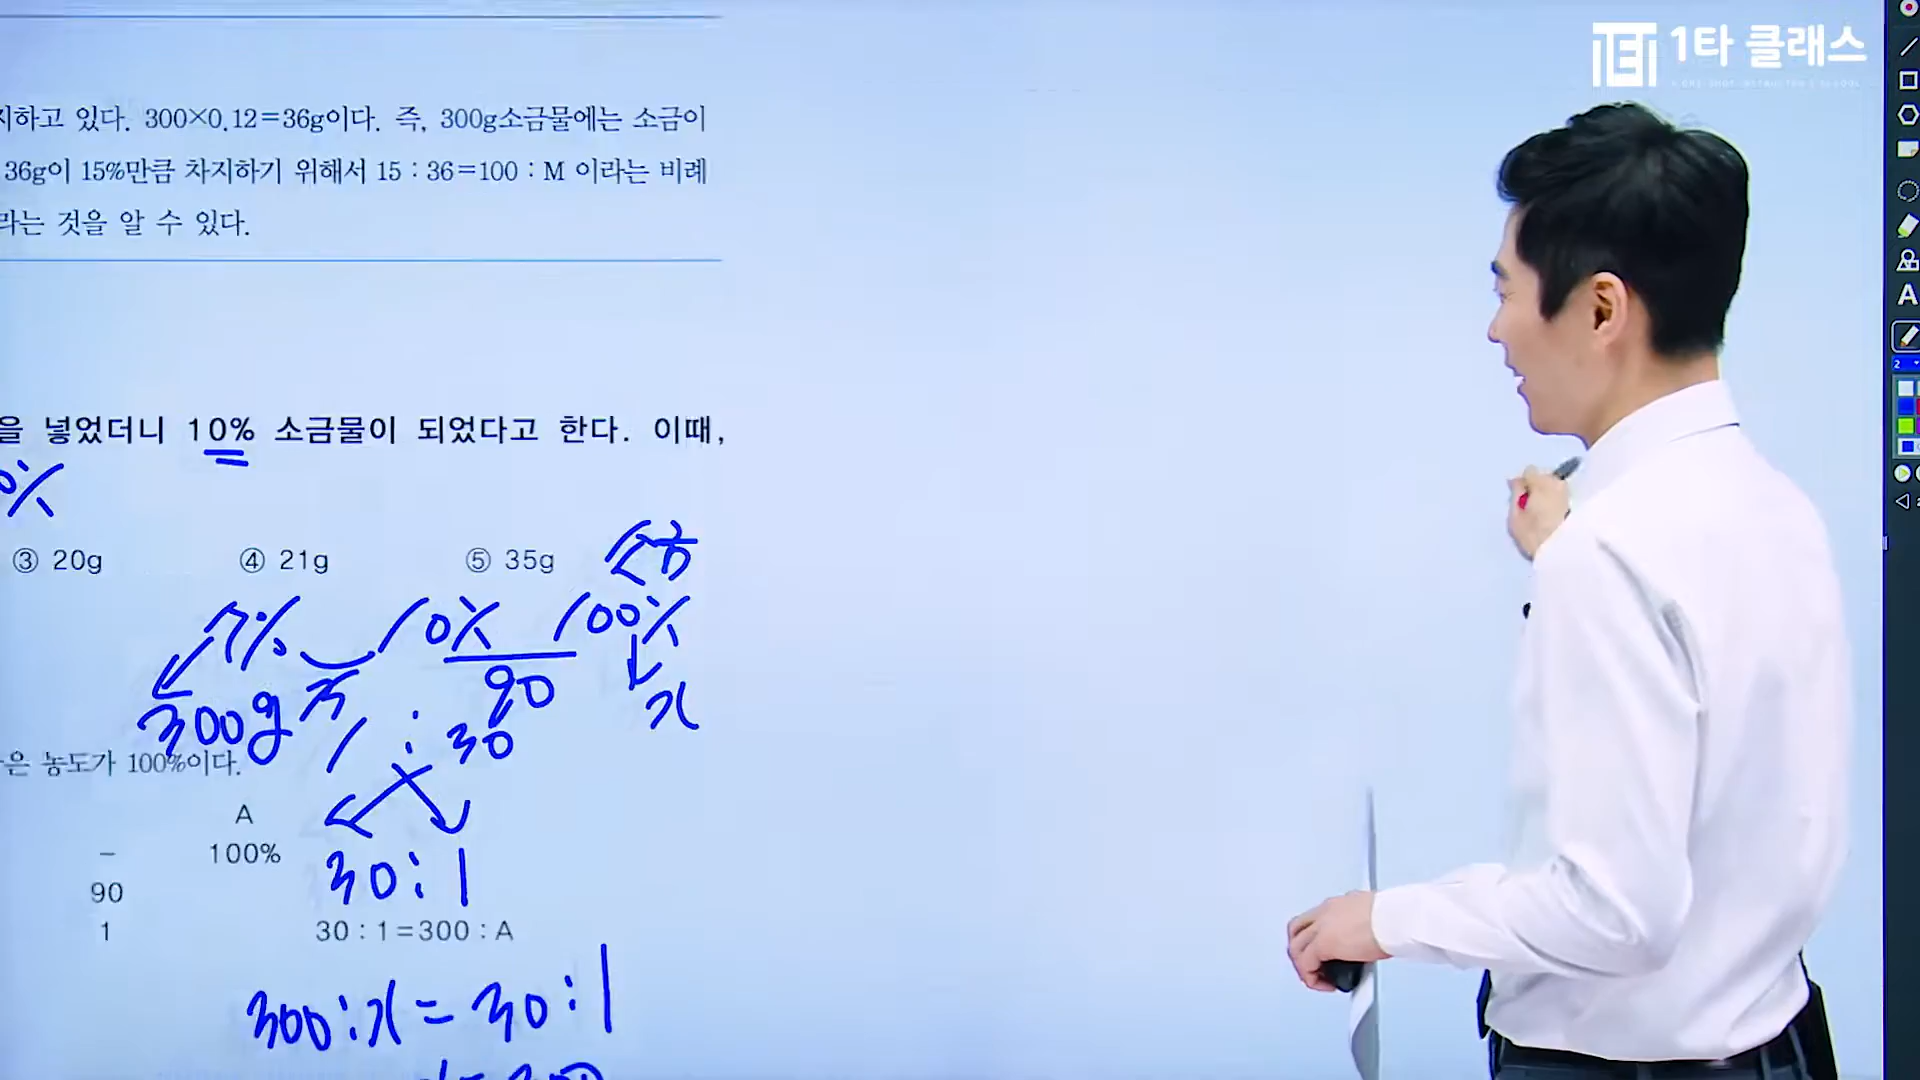 1타 클래스
지하고 있다. 300×0.12=36g이다. 즉, 300g소금물에는 소금이
36g이 15%만큼 차지하기 위해서 15 : 36=100 : M 이라는 비례
라는 것을 알 수 있다.
을 넣었더니 10% 소금물이 되었다고 한다. 이때,
0%
소금
③ 20g ④ 21g ⑤ 35g
7% 10% 100%
300g 3 90 x
1 : 30
은 농도가 100%이다.
A
- 100%
30 : 1
90
1 30 : 1=300 : A
300 : x = 30 : 1